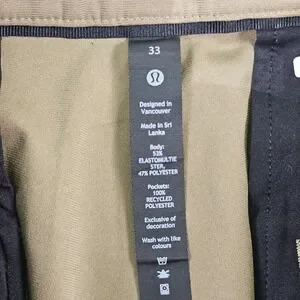 33
Designed in
Vancouver
Made in Sri
Lanka
Body:
53%
ELASTOMULTIE
STER,
47% POLYESTER
Pockets:
100%
RECYCLED
POLYESTER
Exclusive of
decoration
Wash with like
colours